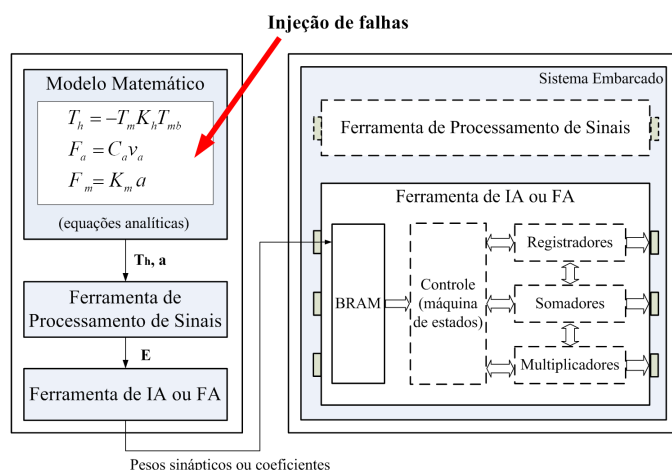 Injeção de falhas
Modelo Matemático
T_h = −T_m K_h T_mb
F_a = C_a v_a
F_m = K_m a
(equações analíticas)
Th, a
Ferramenta de
Processamento de Sinais
E
Ferramenta de IA ou FA
Pesos sinápticos ou coeficientes
Sistema Embarcado
Ferramenta de Processamento de Sinais
Ferramenta de IA ou FA
BRAM
Controle
(máquina
de estados)
Registradores
Somadores
Multiplicadores